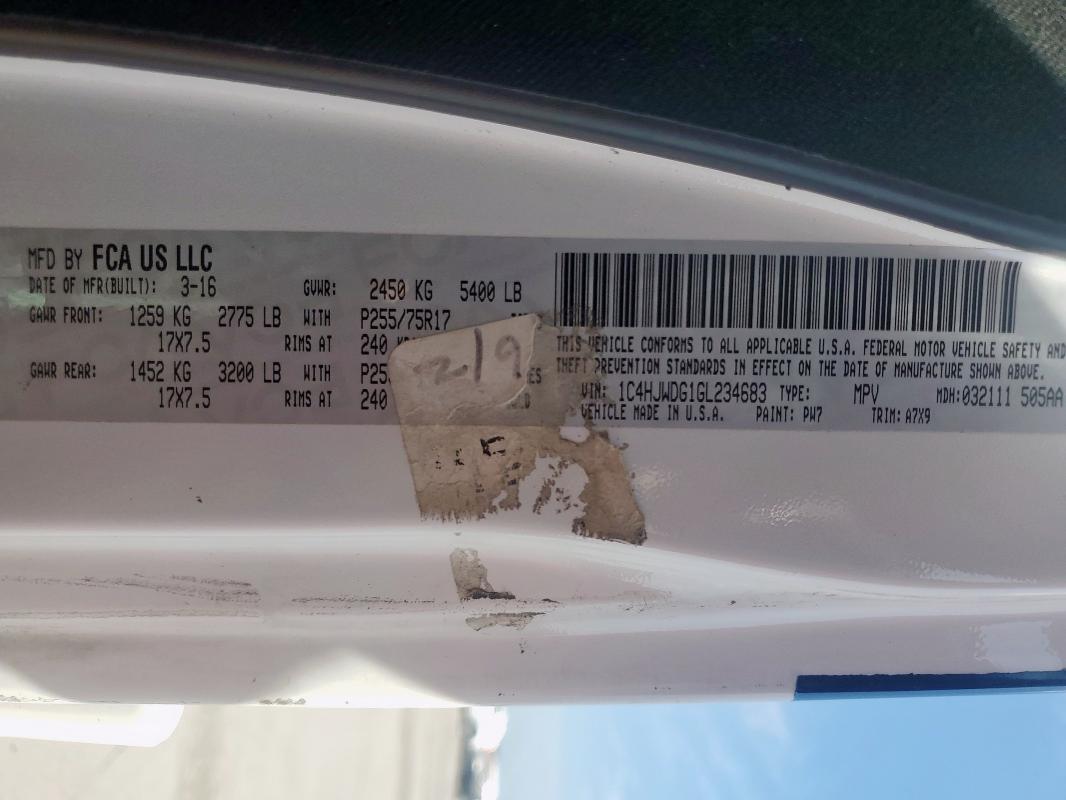 MFD BY FCA US LLC
DATE OF MFR(BUILT): 3-16 GVWR: 2450 KG 5400 LB
GAWR FRONT: 1259 KG 2775 LB WITH P255/75R17
17X7.5 RIMS AT 240
GAWR REAR: 1452 KG 3200 LB WITH
17X7.5 RIMS AT 240
2/9
THIS VEHICLE CONFORMS TO ALL APPLICABLE U.S.A. FEDERAL MOTOR VEHICLE SAFETY AND
THEFT PREVENTION STANDARDS IN EFFECT ON THE DATE OF MANUFACTURE SHOWN ABOVE.
VIN: 1C4HJWDG1GL234683 TYPE: MPV MDH:032111 505AA
VEHICLE MADE IN U.S.A. PAINT: PW7 TRIM: A7X9